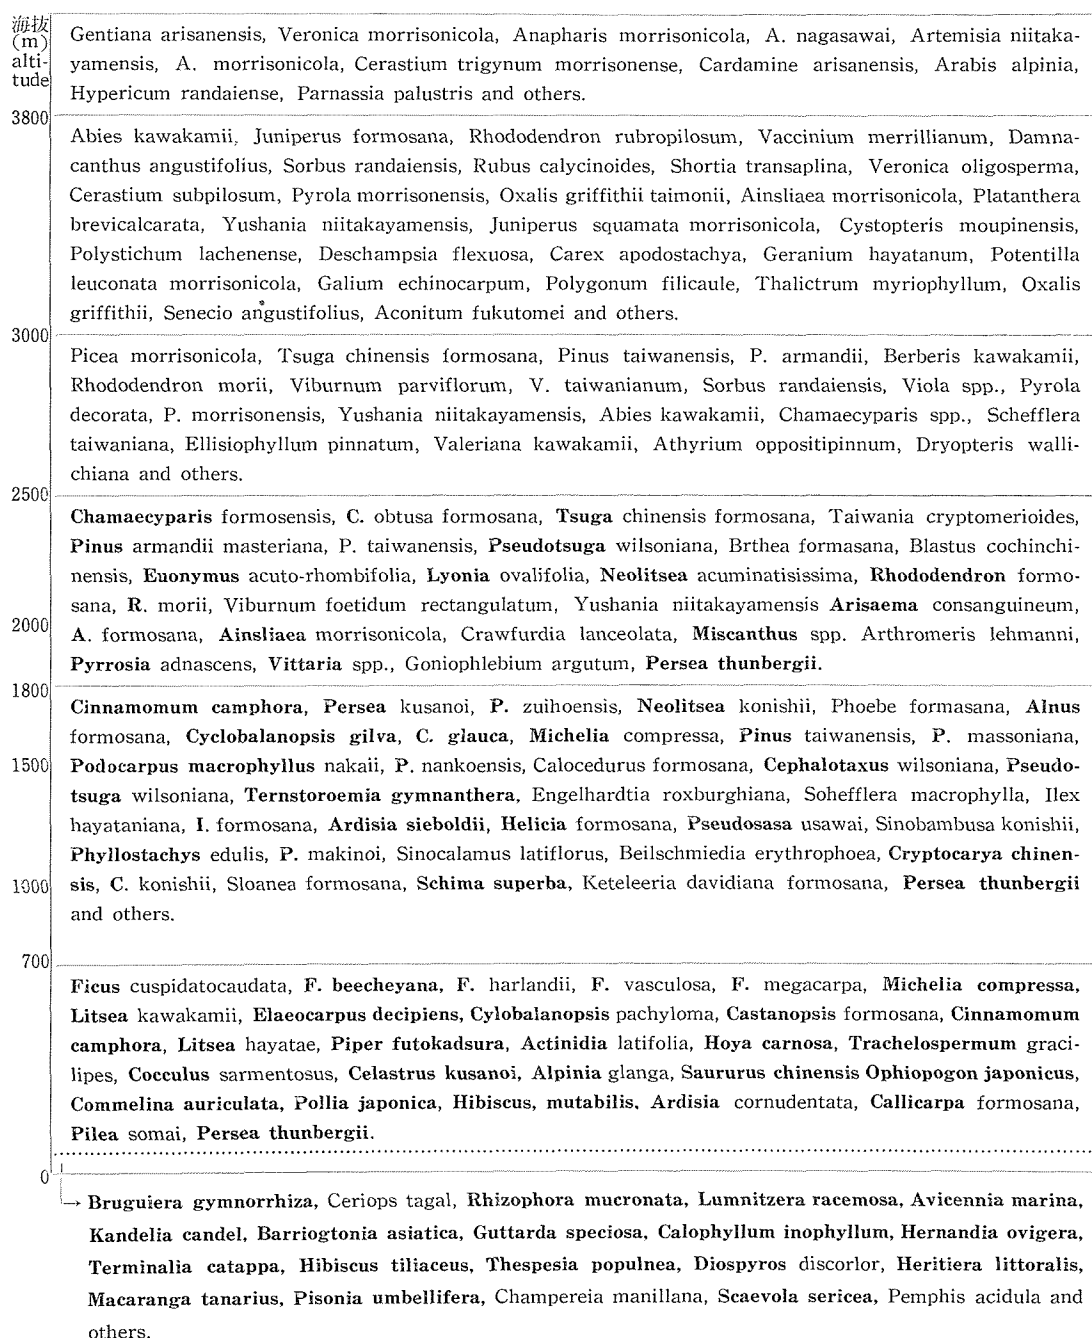 海抜
(m)
alti-
tude
Gentiana arisanensis, Veronica morrisonicola, Anapharis morrisonicola, A. nagasawai, Artemisia niitaka-
yamensis, A. morrisonicola, Cerastium trigynum morrisonense, Cardamine arisanensis, Arabis alpinia,
Hypericum randaiense, Parnassia palustris and others.
3800
Abies kawakamii, Juniperus formosana, Rhododendron rubropilosum, Vaccinium merrillianum, Damna-
canthus angustifolius, Sorbus randaiensis, Rubus calycinoides, Shortia transaplina, Veronica oligosperma,
Cerastium subpilosum, Pyrola morrisonensis, Oxalis griffithii taimonii, Ainsliaea morrisonicola, Platanthera
brevicalcarata, Yushania niitakayamensis, Juniperus squamata morrisonicola, Cystopteris moupinensis,
Polystichum lachenense, Deschampsia flexuosa, Carex apodostachya, Geranium hayatanum, Potentilla
leuconata morrisonicola, Galium echinocarpum, Polygonum filicaule, Thalictrum myriophyllum, Oxalis
griffithii, Senecio angustifolius, Aconitum fukutomei and others.
3000
Picea morrisonicola, Tsuga chinensis formosana, Pinus taiwanensis, P. armandii, Berberis kawakamii,
Rhododendron morii, Viburnum parviflorum, V. taiwanianum, Sorbus randaiensis, Viola spp., Pyrola
decorata, P. morrisonensis, Yushania niitakayamensis, Abies kawakamii, Chamaecyparis spp., Schefflera
taiwaniana, Ellisiophyllum pinnatum, Valeriana kawakamii, Athyrium oppositipinnum, Dryopteris walli-
chiana and others.
2500
Chamaecyparis formosensis, C. obtusa formosana, Tsuga chinensis formosana, Taiwania cryptomerioides,
Pinus armandii masteriana, P. taiwanensis, Pseudotsuga wilsoniana, Brthea formasana, Blastus cochinchi-
nensis, Euonymus acuto-rhombifolia, Lyonia ovalifolia, Neolitsea acuminatisissima, Rhododendron formo-
sana, R. morii, Viburnum foetidum rectangulatum, Yushania niitakayamensis Arisaema consanguineum,
2000
A. formosana, Ainsliaea morrisonicola, Crawfurdia lanceolata, Miscanthus spp. Arthromeris lehmanni,
Pyrrosia adnascens, Vittaria spp., Goniophlebium argutum, Persea thunbergii.
1800
Cinnamomum camphora, Persea kusanoi, P. zuihoensis, Neolitsea konishii, Phoebe formasana, Alnus
formosana, Cyclobalanopsis gilva, C. glauca, Michelia compressa, Pinus taiwanensis, P. massoniana,
1500
Podocarpus macrophyllus nakaii, P. nankoensis, Calocedurus formosana, Cephalotaxus wilsoniana, Pseudo-
tsuga wilsoniana, Ternstoroemia gymnanthera, Engelhardtia roxburghiana, Sohefflera macrophylla, Ilex
hayataniana, I. formosana, Ardisia sieboldii, Helicia formosana, Pseudosasa usawai, Sinobambusa konishii,
Phyllostachys edulis, P. makinoi, Sinocalamus latiflorus, Beilschmiedia erythrophoea, Cryptocarya chinen-
1000
sis, C. konishii, Sloanea formosana, Schima superba, Keteleeria davidiana formosana, Persea thunbergii
and others.
700
Ficus cuspidatocaudata, F. beecheyana, F. harlandii, F. vasculosa, F. megacarpa, Michelia compressa,
Litsea kawakamii, Elaeocarpus decipiens, Cylobalanopsis pachyloma, Castanopsis formosana, Cinnamomum
camphora, Litsea hayatae, Piper futokadsura, Actinidia latifolia, Hoya carnosa, Trachelospermum graci-
lipes, Cocculus sarmentosus, Celastrus kusanoi, Alpinia glanga, Saururus chinensis Ophiopogon japonicus,
Commelina auriculata, Pollia japonica, Hibiscus, mutabilis, Ardisia cornudentata, Callicarpa formosana,
Pilea somai, Persea thunbergii.
0
→ Bruguiera gymnorrhiza, Ceriops tagal, Rhizophora mucronata, Lumnitzera racemosa, Avicennia marina,
Kandelia candel, Barriogtonia asiatica, Guttarda speciosa, Calophyllum inophyllum, Hernandia ovigera,
Terminalia catappa, Hibiscus tiliaceus, Thespesia populnea, Diospyros discorlor, Heritiera littoralis,
Macaranga tanarius, Pisonia umbellifera, Champereia manillana, Scaevola sericea, Pemphis acidula and
others.